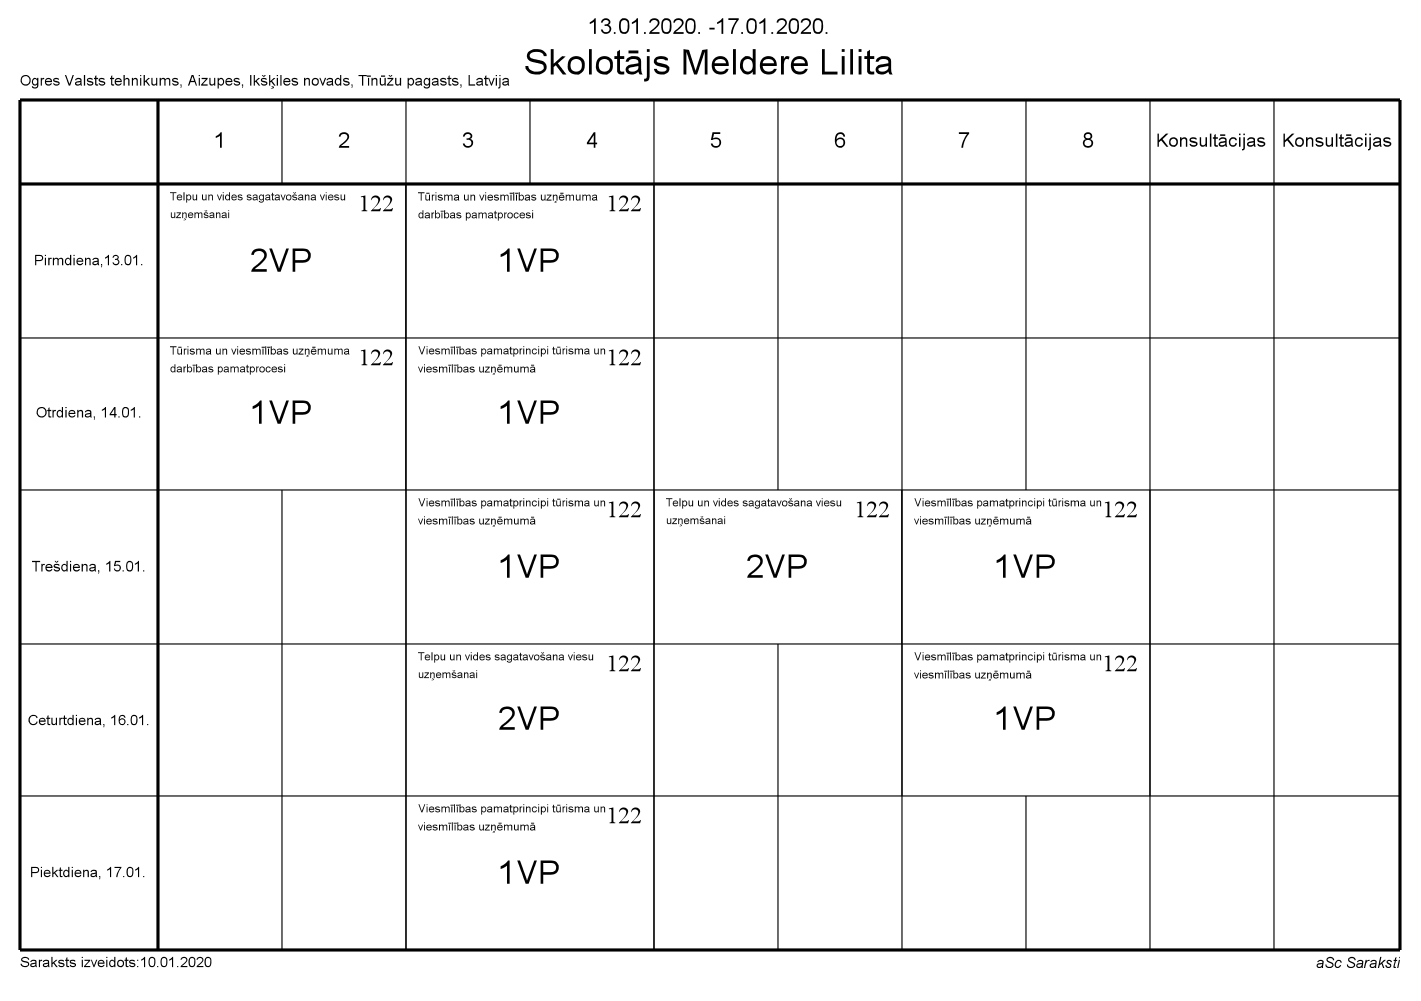 13.01.2020. -17.01.2020.
Skolotājs Meldere Lilita
Ogres Valsts tehnikums, Aizupes, Ikšķiles novads, Tīnūžu pagasts, Latvija
1 2 3 4 5 6 7 8 Konsultācijas Konsultācijas
Pirmdiena,13.01.
Telpu un vides sagatavošana viesu
uzņemšanai
122
2VP
Tūrisma un viesmīlības uzņēmuma
darbības pamatprocesi
122
1VP
Otrdiena, 14.01.
Tūrisma un viesmīlības uzņēmuma
darbības pamatprocesi
122
1VP
Viesmīlības pamatprincipi tūrisma un
viesmīlības uzņēmumā
122
1VP
Trešdiena, 15.01.
Viesmīlības pamatprincipi tūrisma un
viesmīlības uzņēmumā
122
1VP
Telpu un vides sagatavošana viesu
uzņemšanai
122
2VP
Viesmīlības pamatprincipi tūrisma un
viesmīlības uzņēmumā
122
1VP
Ceturtdiena, 16.01.
Telpu un vides sagatavošana viesu
uzņemšanai
122
2VP
Viesmīlības pamatprincipi tūrisma un
viesmīlības uzņēmumā
122
1VP
Piektdiena, 17.01.
Viesmīlības pamatprincipi tūrisma un
viesmīlības uzņēmumā
122
1VP
Saraksts izveidots:10.01.2020
aSc Saraksti